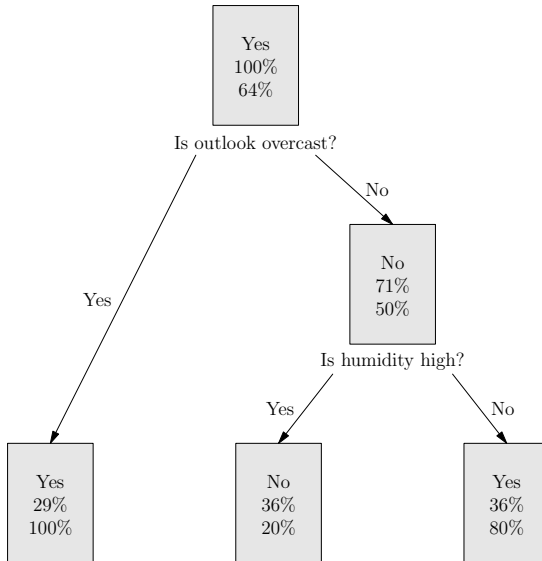 Yes
100%
64%
Is outlook overcast?
No
No
71%
50%
Yes
Is humidity high?
Yes
No
Yes
29%
100%
No
36%
20%
Yes
36%
80%